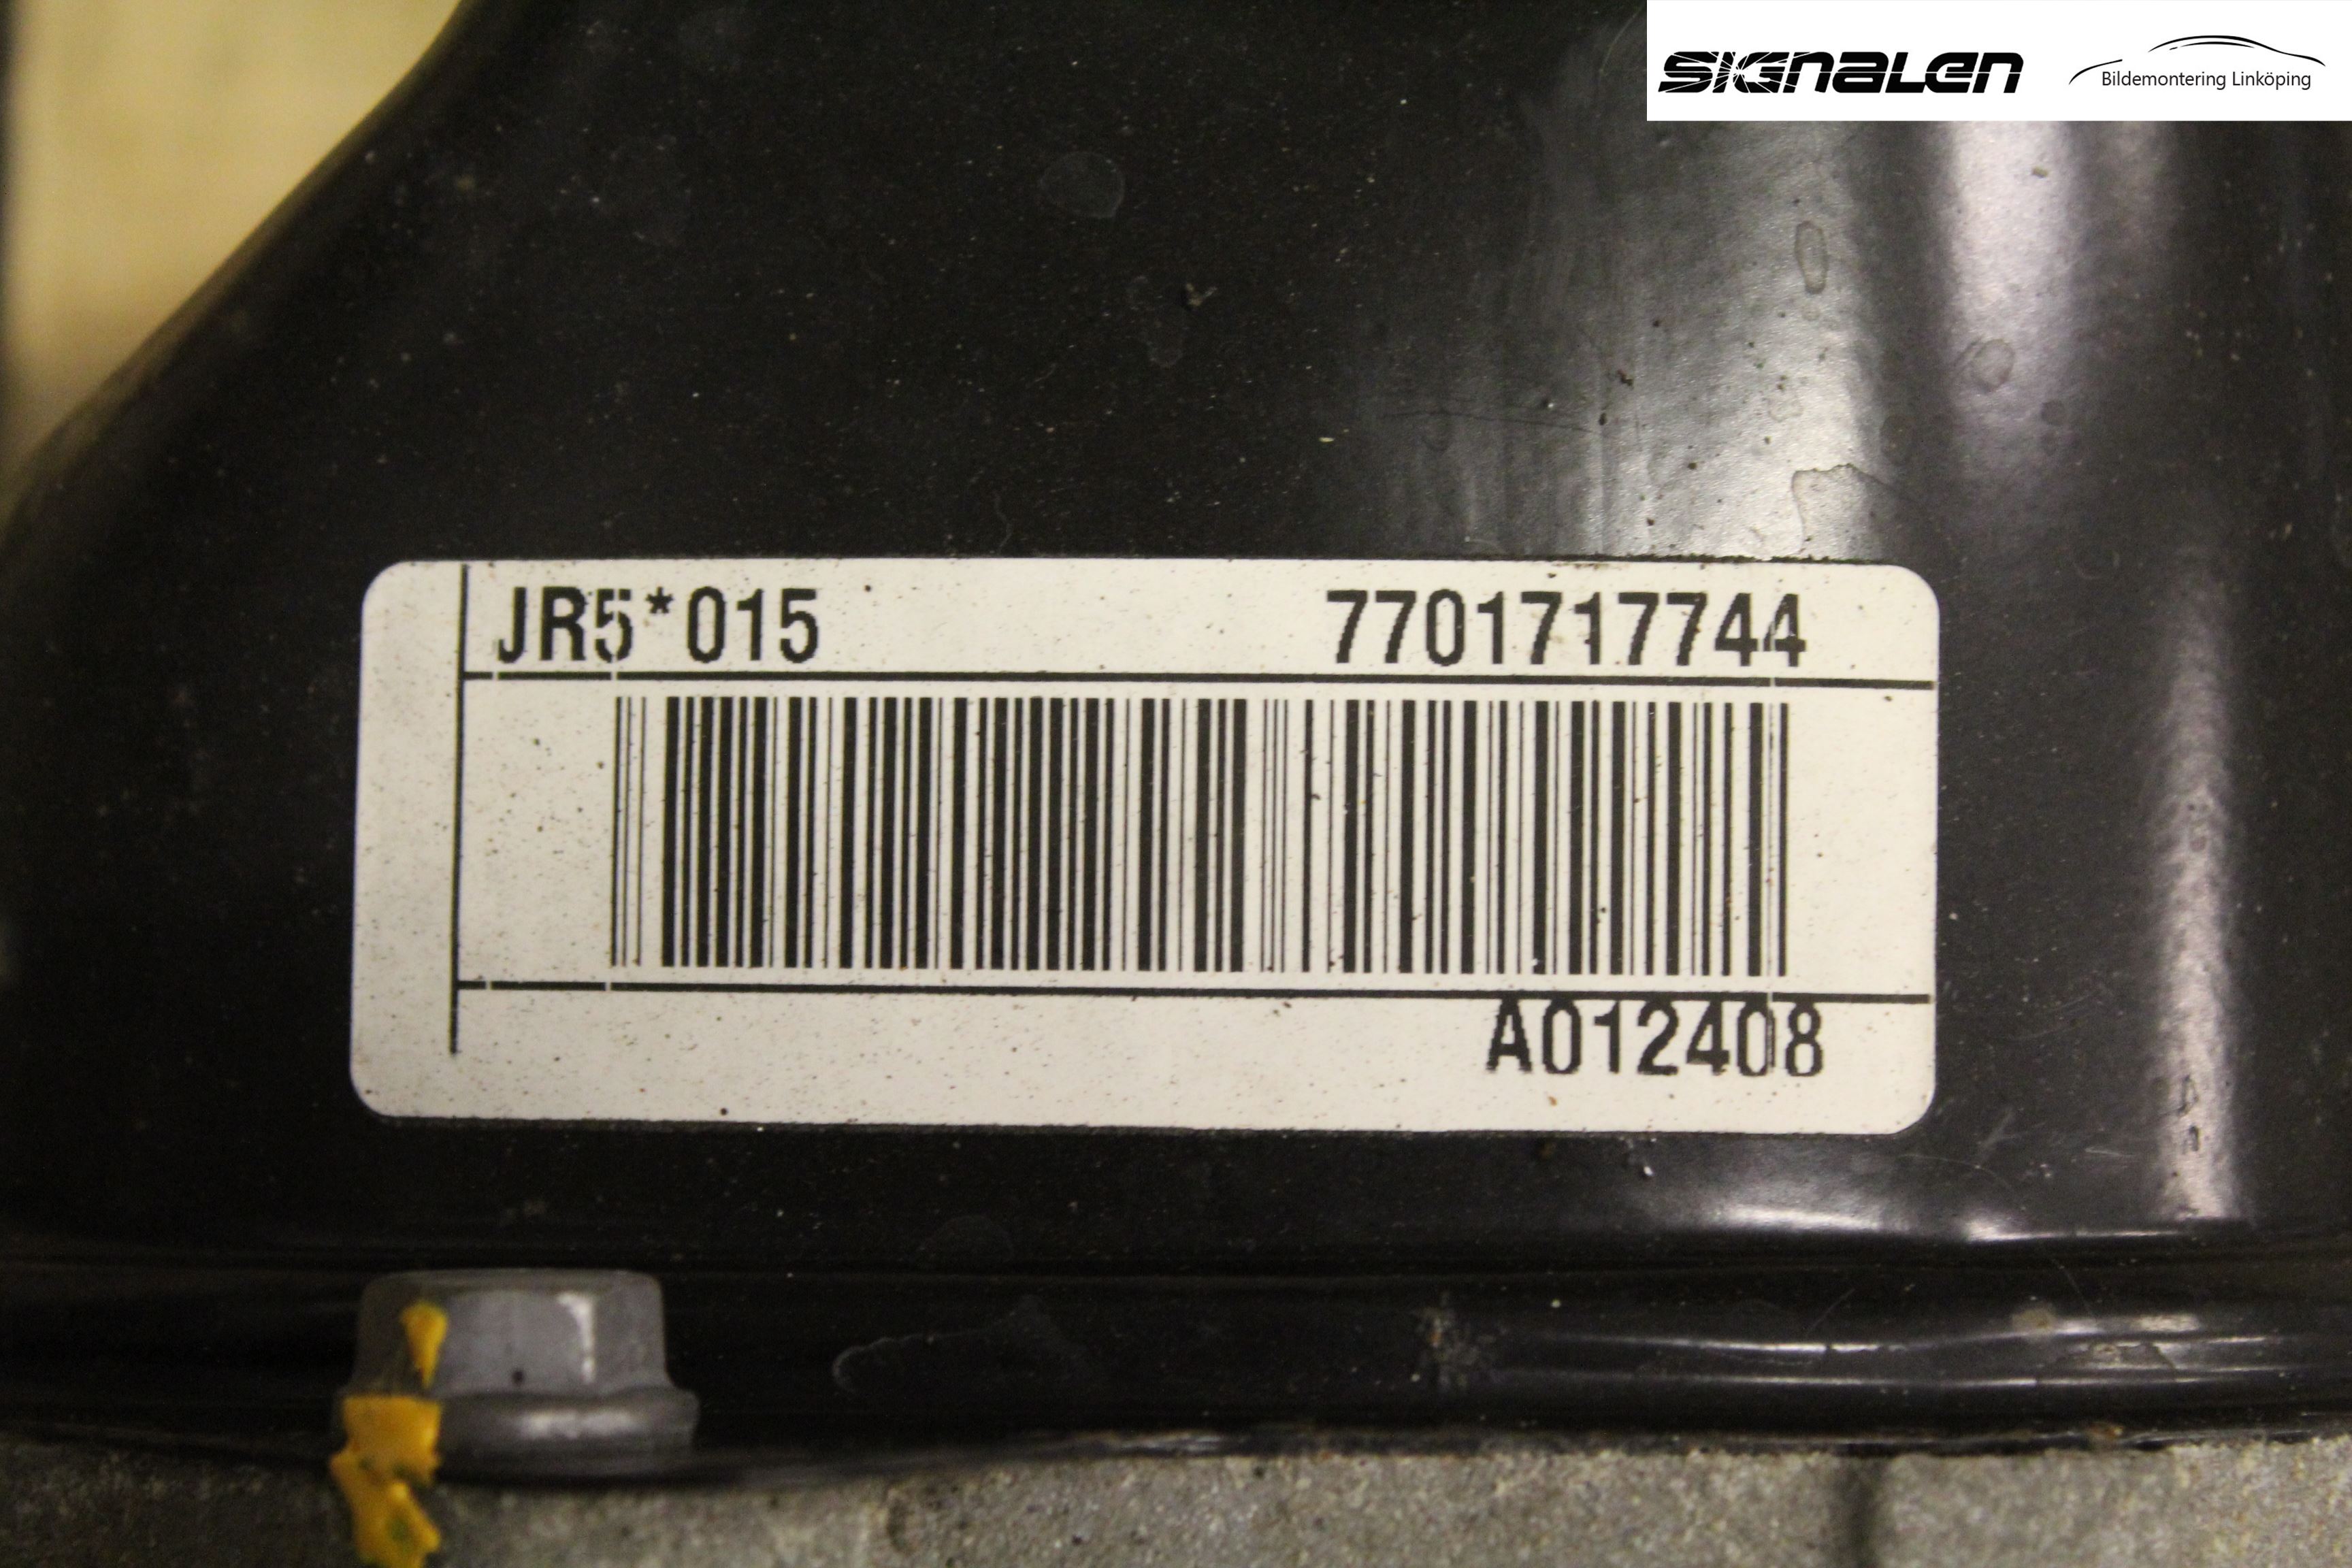 SIGNALEN
Bildemontering Linköping
JR5*015 7701717744
A012408